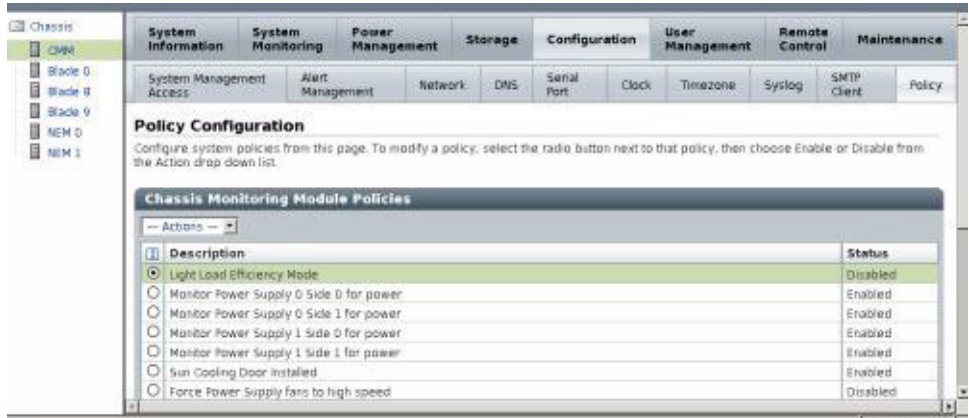 Chassis
CMM
Blade 0
Blade 8
Blade 9
NEM 0
NEM 1
System Information
System Monitoring
Power Management
Storage
Configuration
User Management
Remote Control
Maintenance
System Management Access
Alert Management
Network
DNS
Serial Port
Clock
Timezone
Syslog
SMTP Client
Policy
Policy Configuration
Configure system policies from this page. To modify a policy, select the radio button next to that policy, then choose Enable or Disable from
the Action drop down list.
Chassis Monitoring Module Policies
— Actions —
Description Status
Light Load Efficiency Mode Disabled
Monitor Power Supply 0 Side 0 for power Enabled
Monitor Power Supply 0 Side 1 for power Enabled
Monitor Power Supply 1 Side 0 for power Enabled
Monitor Power Supply 1 Side 1 for power Enabled
Sun Cooling Door Installed Enabled
Force Power Supply fans to high speed Disabled